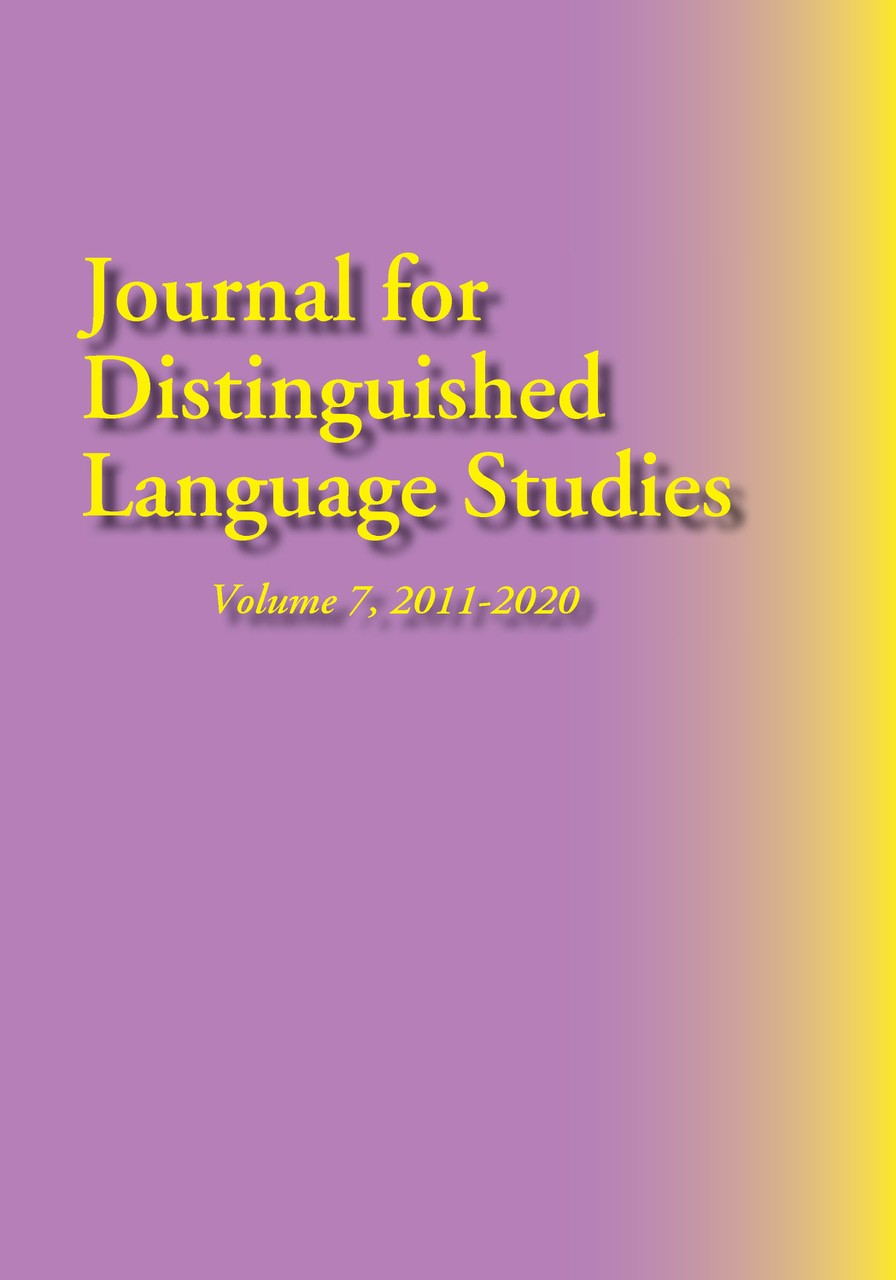 Journal for
Distinguished
Language Studies
Volume 7, 2011-2020